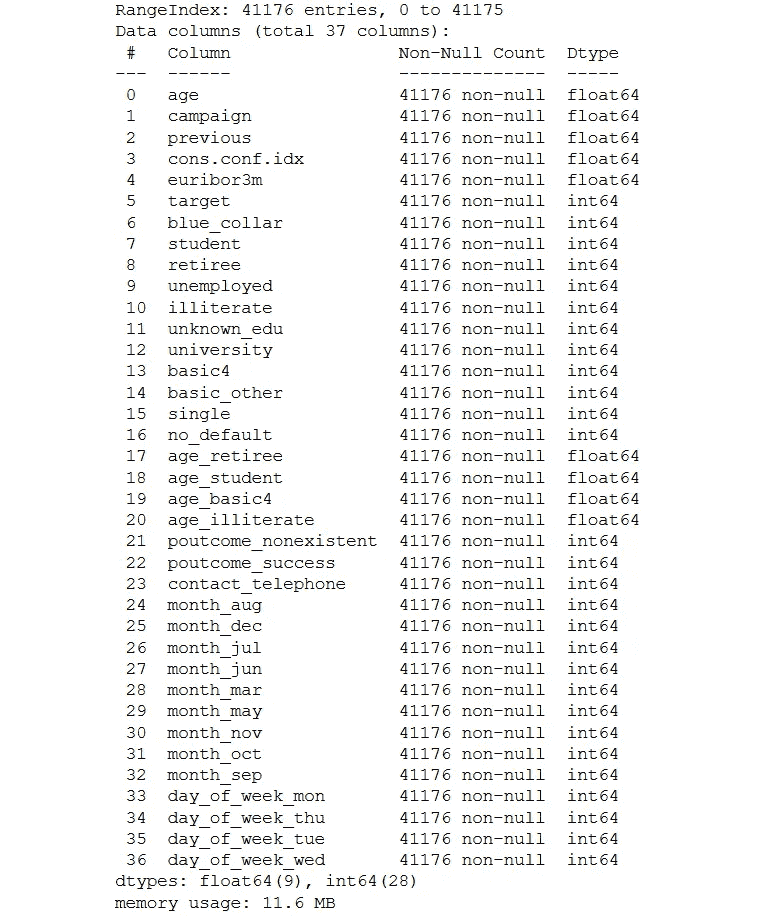 RangeIndex: 41176 entries, 0 to 41175
Data columns (total 37 columns):
 #   Column                Non-Null Count  Dtype
---  ------                --------------  -----
 0   age                   41176 non-null  float64
 1   campaign              41176 non-null  float64
 2   previous              41176 non-null  float64
 3   cons.conf.idx         41176 non-null  float64
 4   euribor3m             41176 non-null  float64
 5   target                41176 non-null  int64
 6   blue_collar           41176 non-null  int64
 7   student               41176 non-null  int64
 8   retiree               41176 non-null  int64
 9   unemployed            41176 non-null  int64
 10  illiterate            41176 non-null  int64
 11  unknown_edu           41176 non-null  int64
 12  university            41176 non-null  int64
 13  basic4                41176 non-null  int64
 14  basic_other           41176 non-null  int64
 15  single                41176 non-null  int64
 16  no_default            41176 non-null  int64
 17  age_retiree           41176 non-null  float64
 18  age_student           41176 non-null  float64
 19  age_basic4            41176 non-null  float64
 20  age_illiterate        41176 non-null  float64
 21  poutcome_nonexistent  41176 non-null  int64
 22  poutcome_success      41176 non-null  int64
 23  contact_telephone     41176 non-null  int64
 24  month_aug             41176 non-null  int64
 25  month_dec             41176 non-null  int64
 26  month_jul             41176 non-null  int64
 27  month_jun             41176 non-null  int64
 28  month_mar             41176 non-null  int64
 29  month_may             41176 non-null  int64
 30  month_nov             41176 non-null  int64
 31  month_oct             41176 non-null  int64
 32  month_sep             41176 non-null  int64
 33  day_of_week_mon       41176 non-null  int64
 34  day_of_week_thu       41176 non-null  int64
 35  day_of_week_tue       41176 non-null  int64
 36  day_of_week_wed       41176 non-null  int64
dtypes: float64(9), int64(28)
memory usage: 11.6 MB